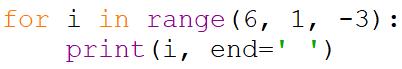 for i in range(6, 1, -3):
    print(i, end=' ')